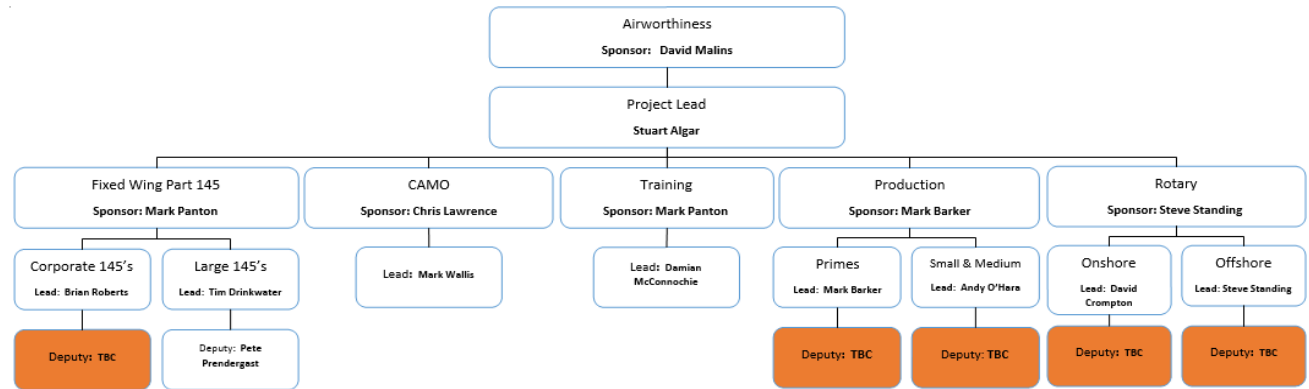 Airworthiness
Sponsor: David Malins
Project Lead
Stuart Algar
Fixed Wing Part 145
Sponsor: Mark Panton
CAMO
Sponsor: Chris Lawrence
Training
Sponsor: Mark Panton
Production
Sponsor: Mark Barker
Rotary
Sponsor: Steve Standing
Corporate 145's
Lead: Brian Roberts
Large 145's
Lead: Tim Drinkwater
Lead: Mark Wallis
Lead: Damian
McConnochie
Primes
Lead: Mark Barker
Small & Medium
Lead: Andy O'Hara
Onshore
Lead: David
Crompton
Offshore
Lead: Steve Standing
Deputy: TBC
Deputy: Pete
Prendergast
Deputy: TBC
Deputy: TBC
Deputy: TBC
Deputy: TBC